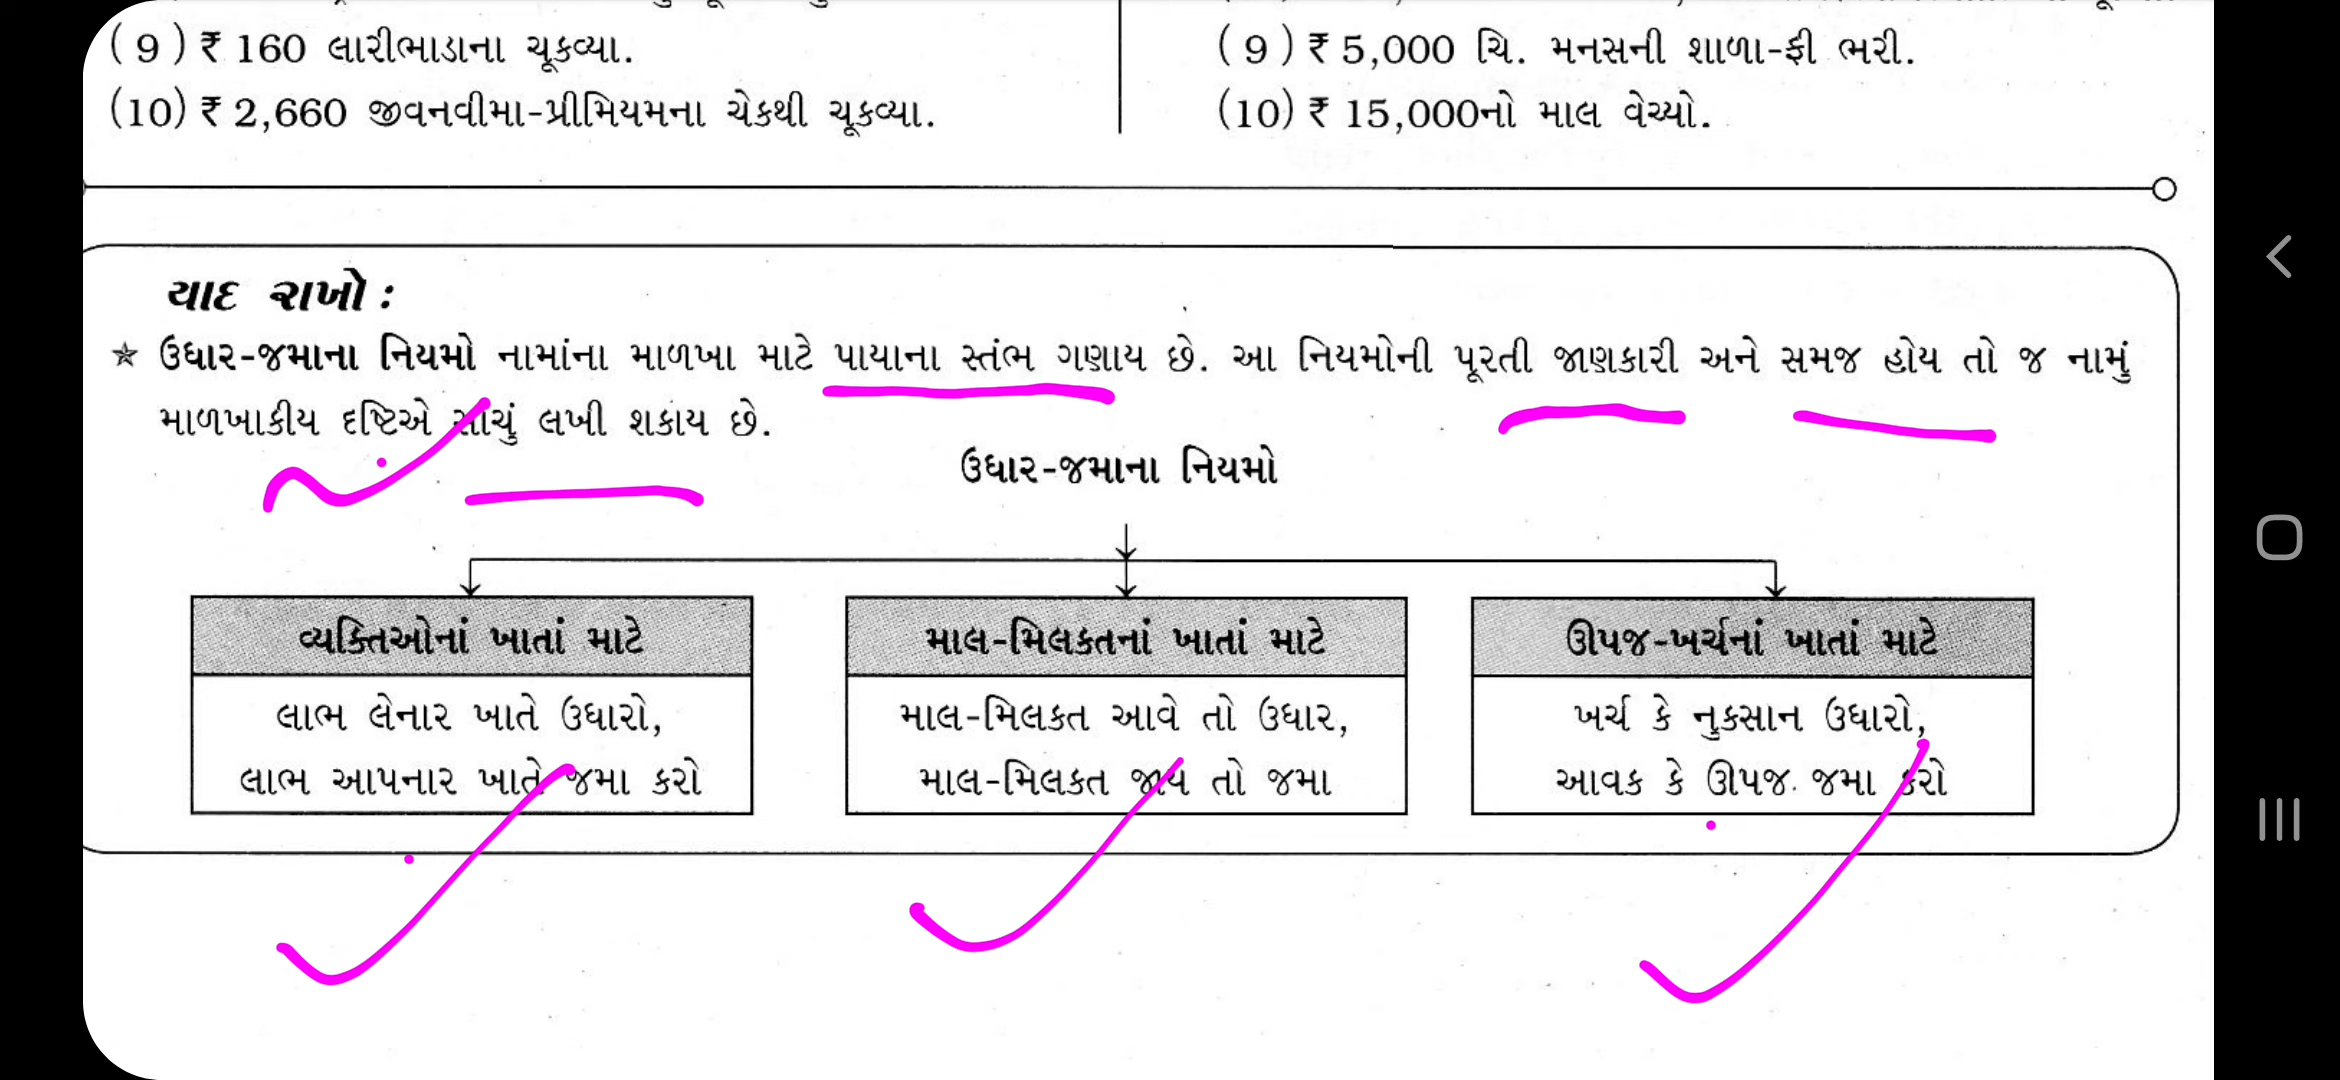 ( 9 ) ₹ 160 લારીભાડાના ચૂકવ્યા.
(10) ₹ 2,660 જીવનવીમા-પ્રીમિયમના ચેકથી ચૂકવ્યા.
( 9 ) ₹ 5,000 ચિ. મનસની શાળા-ફી ભરી.
(10) ₹ 15,000નો માલ વેચ્યો.
યાદ રાખો :
☆ ઉધાર-જમાના નિયમો નામાંના માળખા માટે પાયાના સ્તંભ ગણાય છે. આ નિયમોની પૂરતી જાણકારી અને સમજ હોય તો જ નામું
માળખાકીય દૃષ્ટિએ સાચું લખી શકાય છે.
ઉધાર-જમાના નિયમો
વ્યક્તિઓનાં ખાતાં માટે
લાભ લેનાર ખાતે ઉધારો,
લાભ આપનાર ખાતે જમા કરો
માલ-મિલકતનાં ખાતાં માટે
માલ-મિલકત આવે તો ઉધાર,
માલ-મિલકત જાય તો જમા
ઊપજ-ખર્ચનાં ખાતાં માટે
ખર્ચ કે નુકસાન ઉધારો,
આવક કે ઊપજ જમા કરો